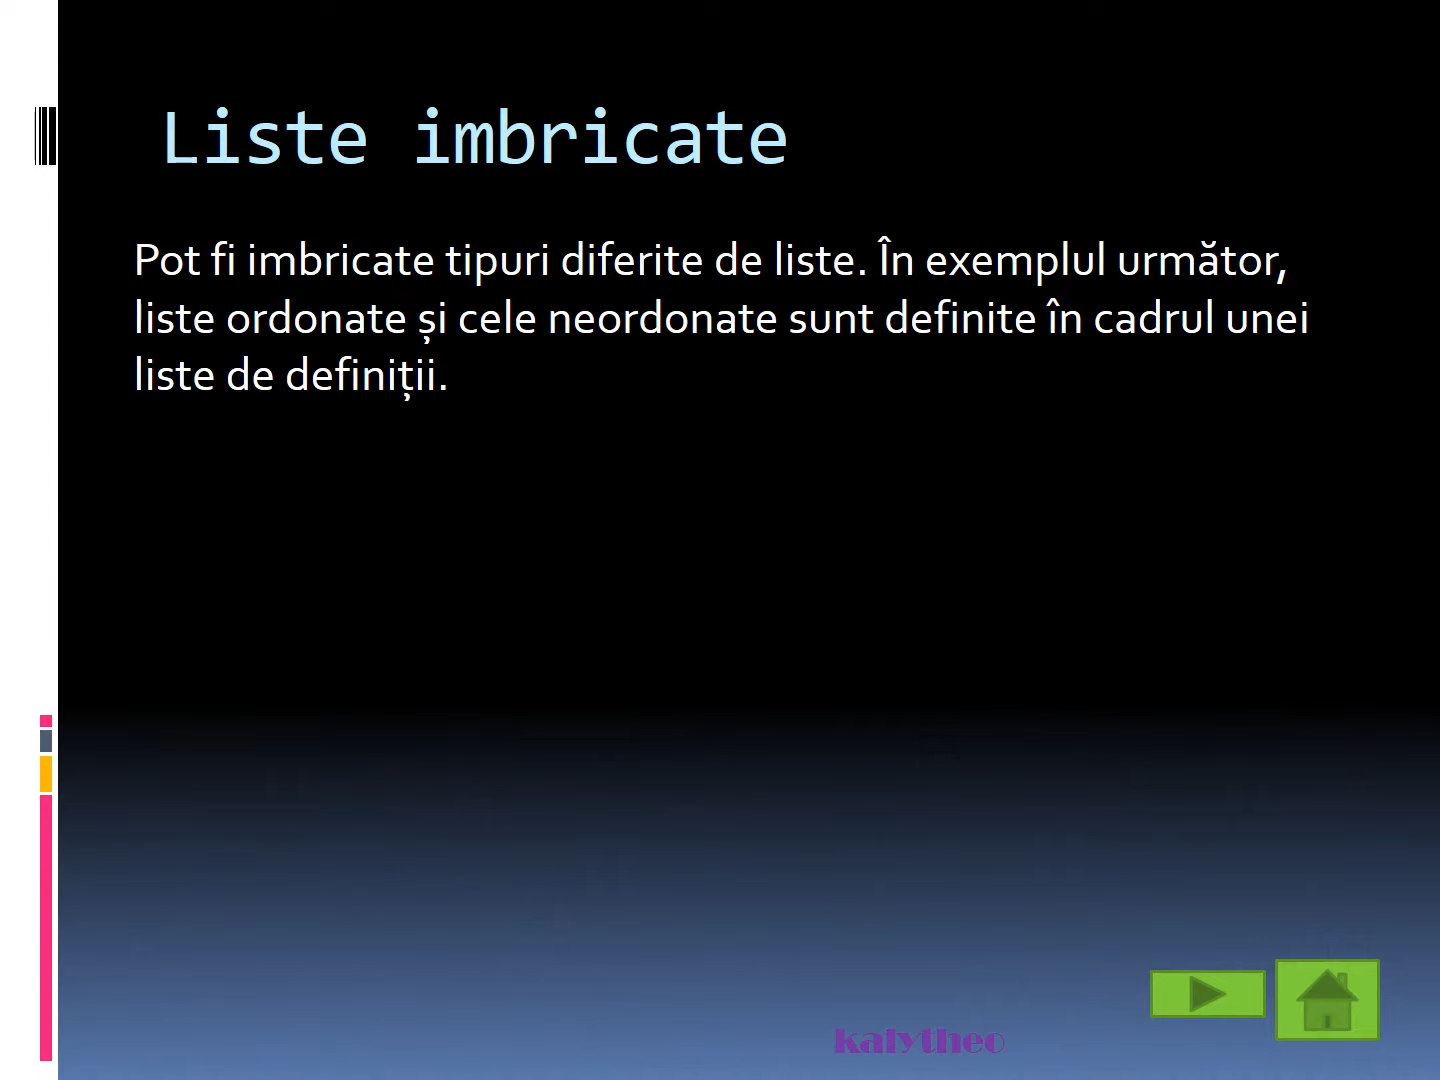 Liste imbricate
Pot fi imbricate tipuri diferite de liste. În exemplul următor,
liste ordonate și cele neordonate sunt definite în cadrul unei
liste de definiții.
kalytheo